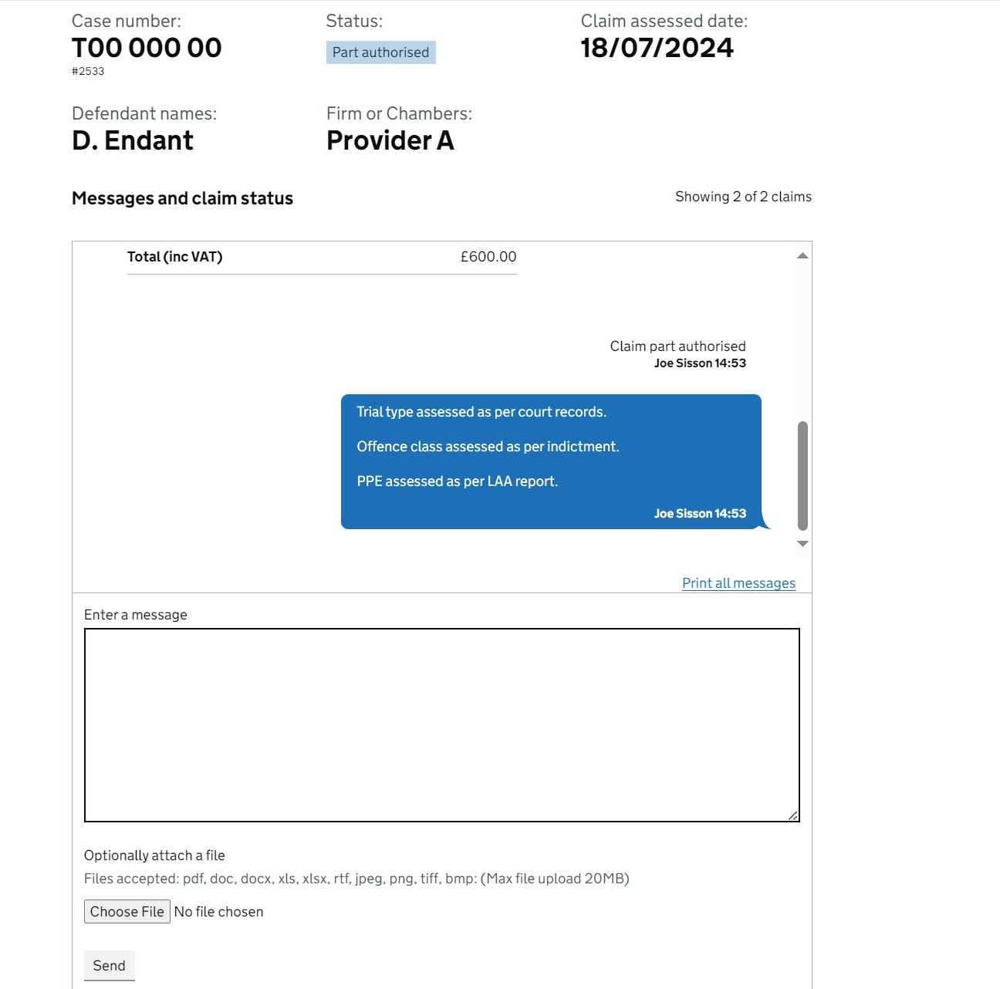 Case number: Status: Claim assessed date:
T00 000 00 Part authorised 18/07/2024
#2533
Defendant names: Firm or Chambers:
D. Endant Provider A
Messages and claim status Showing 2 of 2 claims
Total (inc VAT) £600.00
Claim part authorised
Joe Sisson 14:53
Trial type assessed as per court records.
Offence class assessed as per indictment.
PPE assessed as per LAA report.
Joe Sisson 14:53
Print all messages
Enter a message
Optionally attach a file
Files accepted: pdf, doc, docx, xls, xlsx, rtf, jpeg, png, tiff, bmp: (Max file upload 20MB)
Choose File No file chosen
Send